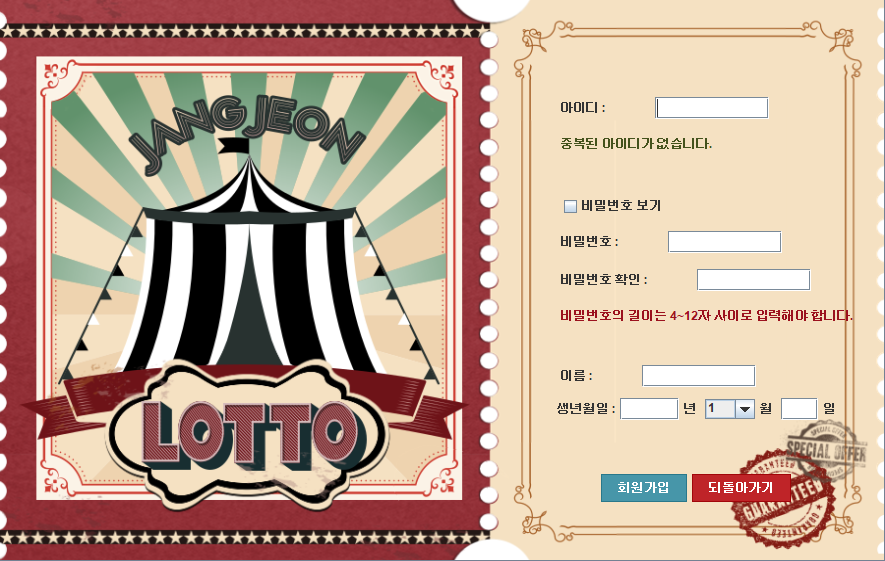 JANGJEON
LOTTO
아이디 :
중복된 아이디가 없습니다.
비밀번호 보기
비밀번호 :
비밀번호 확인 :
비밀번호의 길이는 4~12자 사이로 입력해야 합니다.
이름 :
생년월일 : 년 1 월 일
SPECIAL OFFER
SPECIAL OFFER
회원가입 되돌아가기
GUARANTEED
GUARANTEED